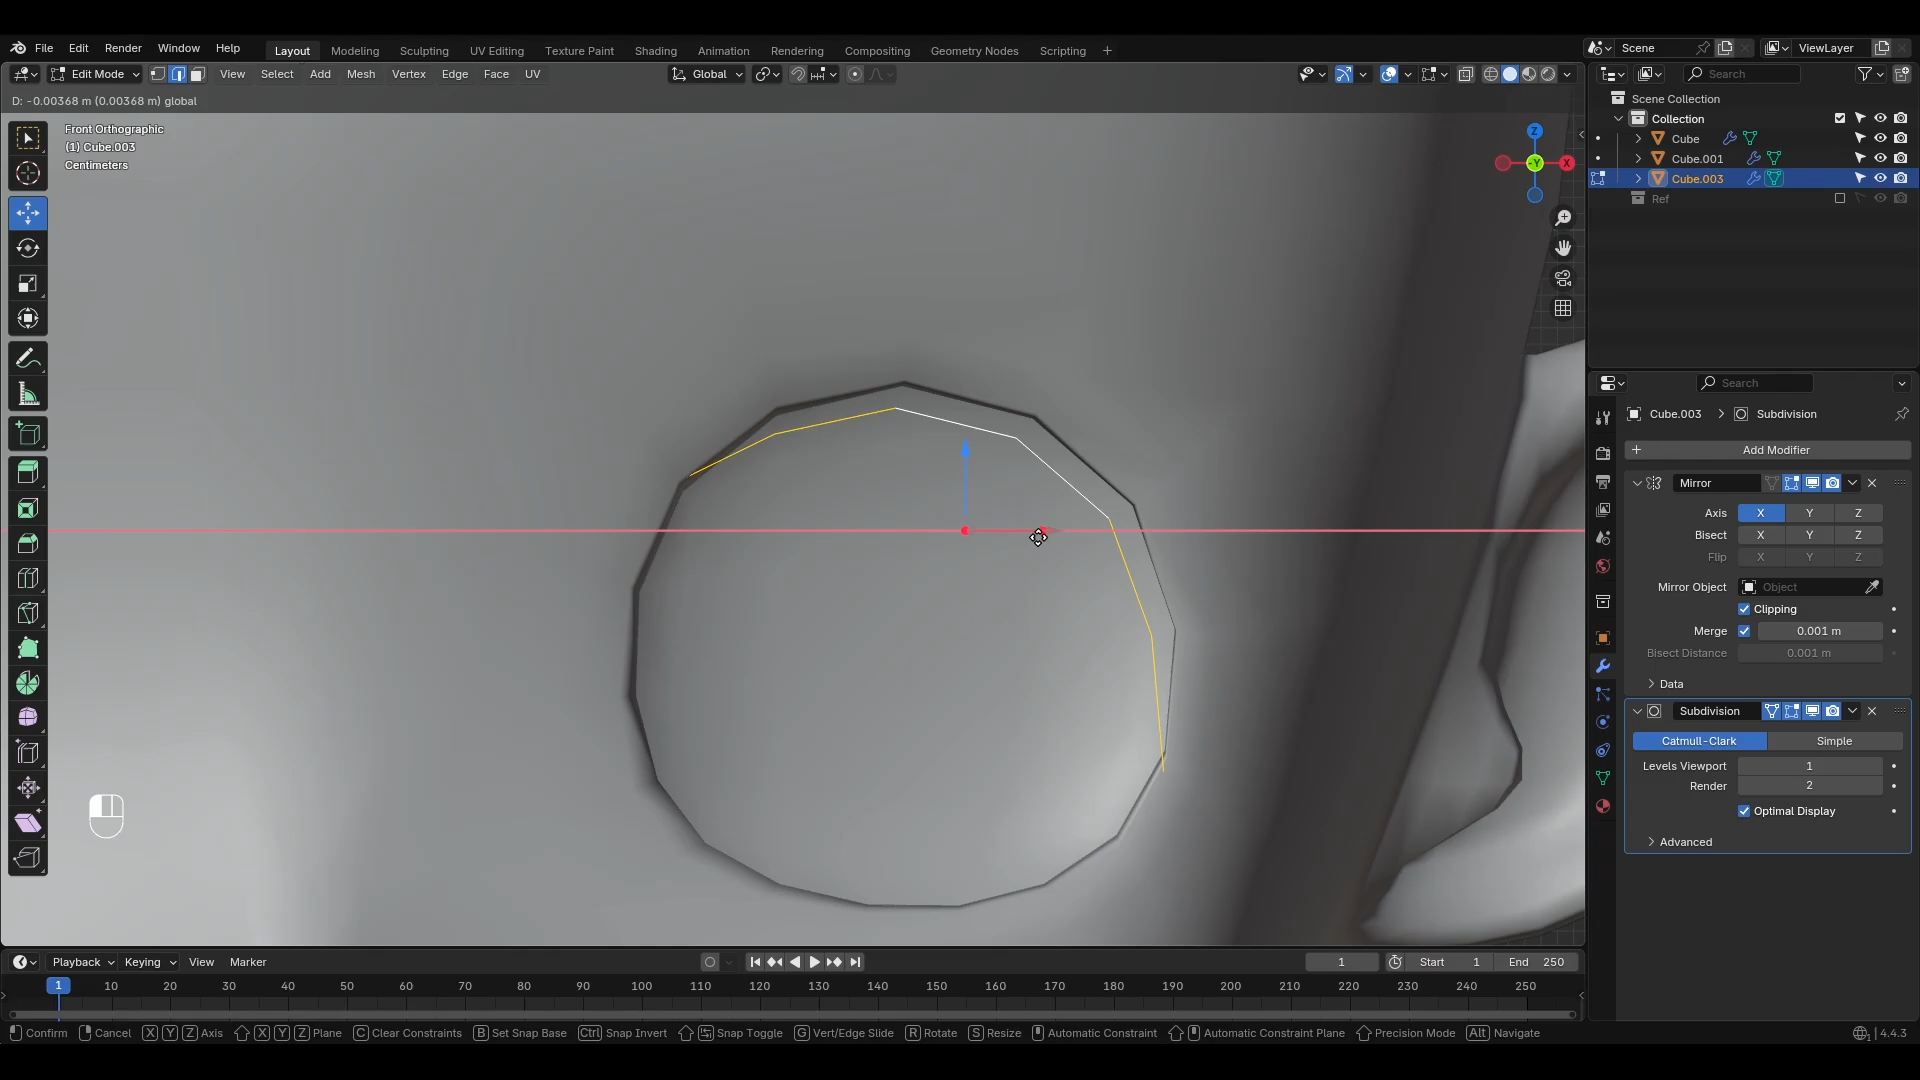 File Edit Render Window Help
Layout Modeling Sculpting UV Editing Texture Paint Shading Animation Rendering Compositing Geometry Nodes Scripting +
Scene
ViewLayer
Edit Mode View Select Add Mesh Vertex Edge Face UV
Global
Search
D: -0.00368 m (0.00368 m) global
Front Orthographic
(1) Cube.003
Centimeters
Z
-Y
X
Scene Collection
Collection
Cube
Cube.001
Cube.003
Ref
Search
Cube.003 > Subdivision
+ Add Modifier
Mirror
Axis X Y Z
Bisect X Y Z
Flip X Y Z
Mirror Object Object
Clipping
Merge 0.001 m
Bisect Distance 0.001 m
> Data
Subdivision
Catmull-Clark Simple
Levels Viewport 1
Render 2
Optimal Display
> Advanced
Playback Keying View Marker
1 Start 1 End 250
1 10 20 30 40 50 60 70 80 90 100 110 120 130 140 150 160 170 180 190 200 210 220 230 240 250
Confirm Cancel X Y Z Axis X Y Z Plane C Clear Constraints B Set Snap Base Ctrl Snap Invert Snap Toggle G Vert/Edge Slide R Rotate S Resize Automatic Constraint Automatic Constraint Plane Precision Mode Alt Navigate
4.4.3